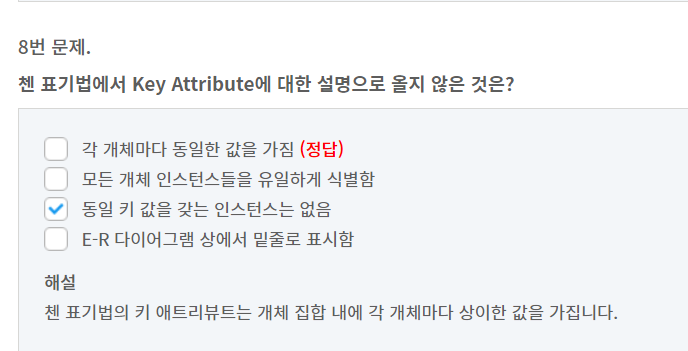 8번 문제.
첸 표기법에서 Key Attribute에 대한 설명으로 올지 않은 것은?
각 개체마다 동일한 값을 가짐 (정답)
모든 개체 인스턴스들을 유일하게 식별함
동일 키 값을 갖는 인스턴스는 없음
E-R 다이어그램 상에서 밑줄로 표시함
해설
첸 표기법의 키 애트리뷰트는 개체 집합 내에 각 개체마다 상이한 값을 가집니다.